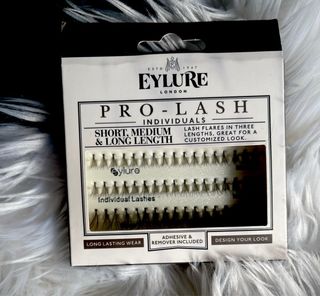 ESTD 1947
EYLURE
LONDON
PRO-LASH
INDIVIDUALS
SHORT, MEDIUM
& LONG LENGTH
LASH FLARES IN THREE
LENGTHS, GREAT FOR A
CUSTOMIZED LOOK.
eylure
Individual Lashes
LONG LASTING WEAR
ADHESIVE &
REMOVER INCLUDED
DESIGN YOUR LOOK